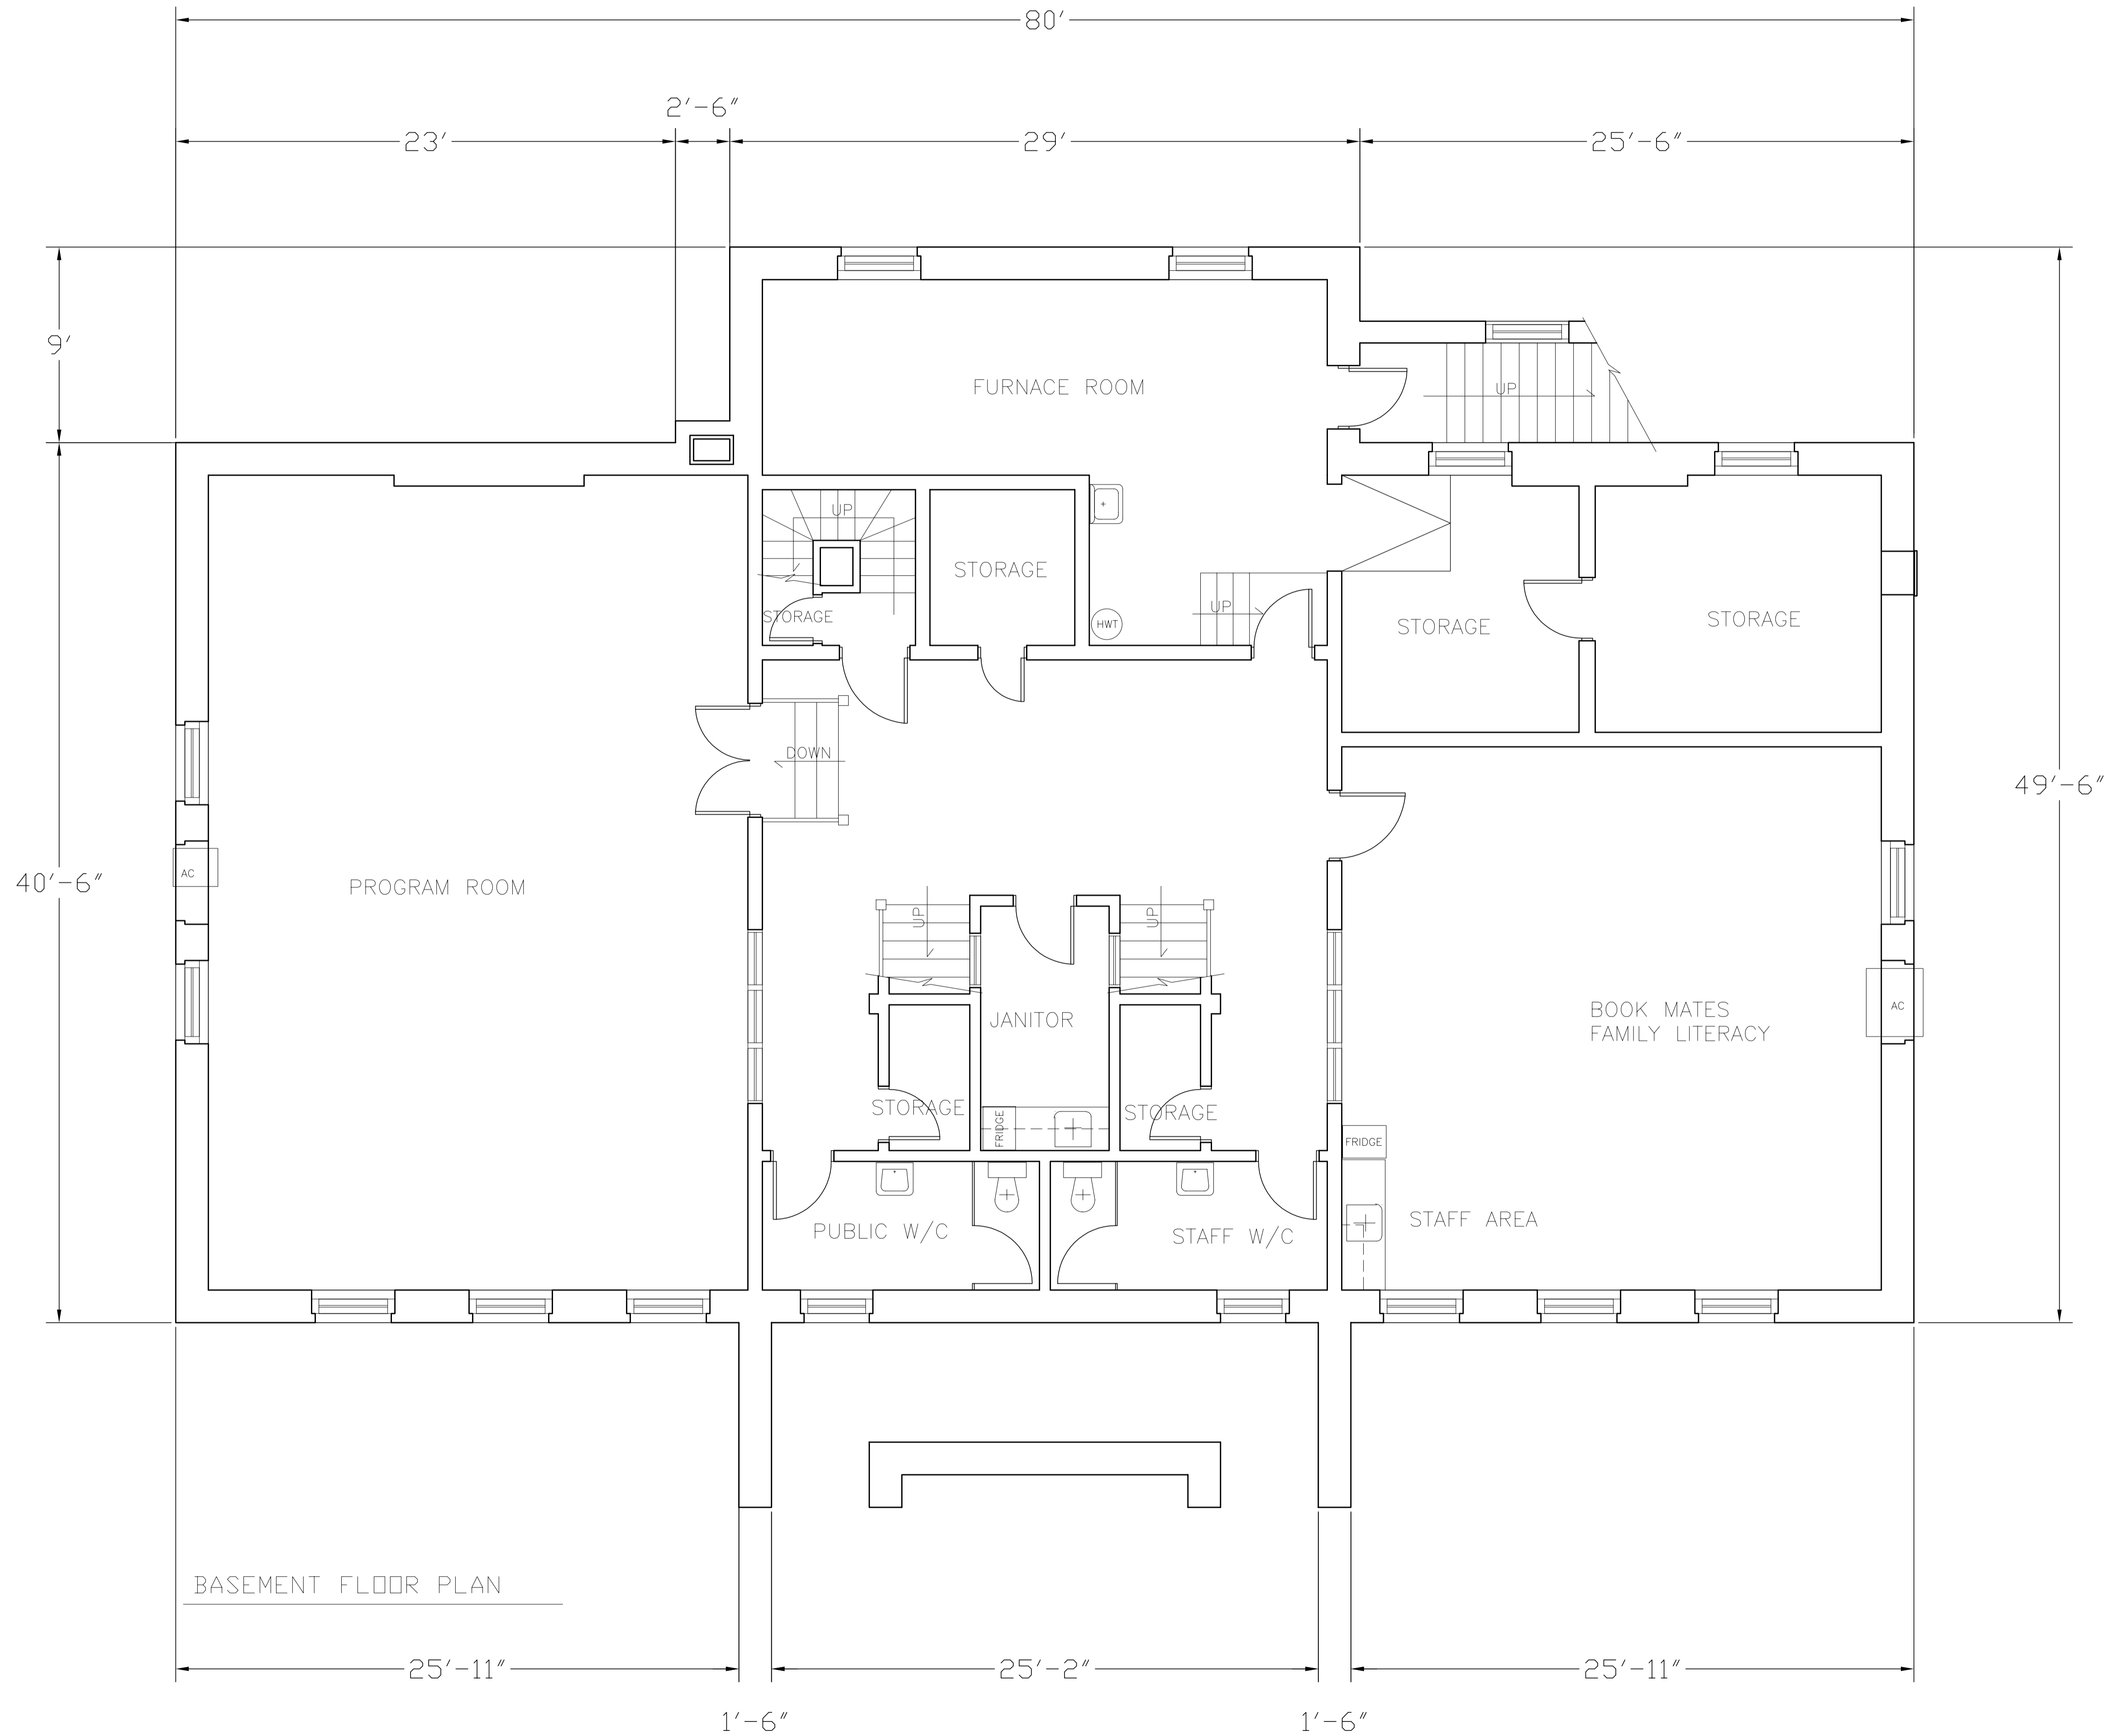 80'
2'-6"
23'
29'
25'-6"
9'
FURNACE ROOM
UP
UP
STORAGE
UP
STORAGE
HWT
STORAGE
STORAGE
DOWN
49'-6"
40'-6"
AC
PROGRAM ROOM
UP
UP
JANITOR
BOOK MATES
FAMILY LITERACY
AC
STORAGE
FRIDGE
STORAGE
FRIDGE
PUBLIC W/C
STAFF W/C
STAFF AREA
BASEMENT FLOOR PLAN
25'-11"
25'-2"
25'-11"
1'-6"
1'-6"